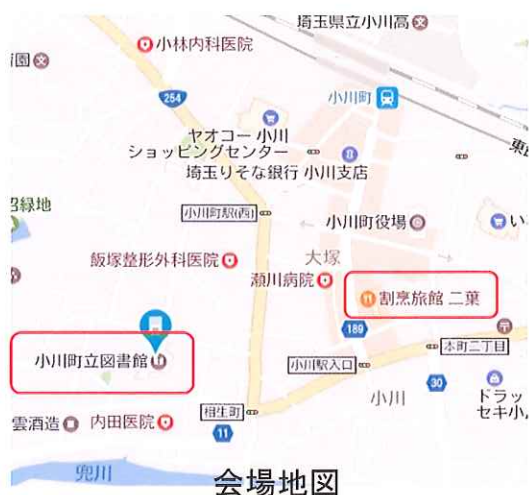 埼玉県立小川高
小林内科医院
園
254
小川町
ヤオコー 小川
ショッピングセンター
埼玉りそな銀行 小川支店
沼緑地
小川町駅(西)
小川町役場
い
飯塚整形外科医院
大塚
瀬川病院
割烹旅館 二葉
189
小川町立図書館
本町二丁目
小川駅入口
30
小川
ドラッ
セキ小
相生町
雲酒造
内田医院
11
兜川
会場地図